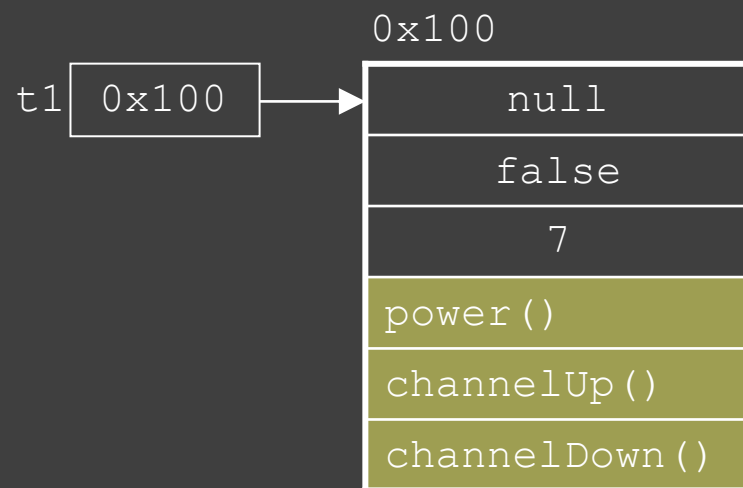 0x100
t1 0x100 null
false
7
power()
channelUp()
channelDown()